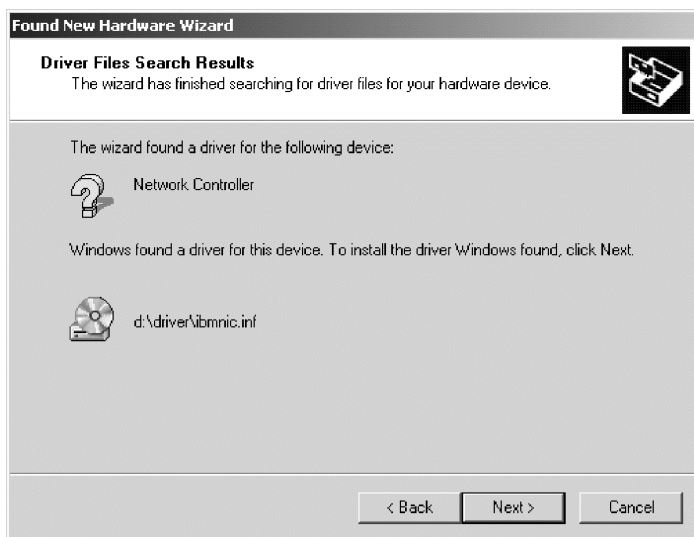 Found New Hardware Wizard
Driver Files Search Results
The wizard has finished searching for driver files for your hardware device.
The wizard found a driver for the following device:
Network Controller
Windows found a driver for this device. To install the driver Windows found, click Next.
d:\driver\ibmnic.inf
< Back Next > Cancel